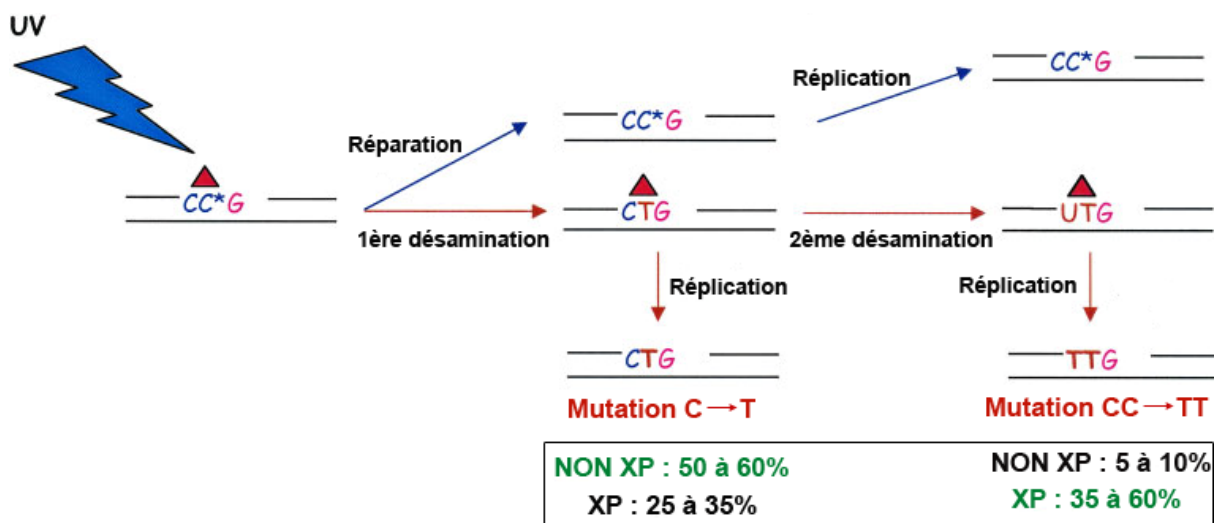 UV
CC*G
Réparation
1ère désamination
CC*G
CTG
Réplication
2ème désamination
CC*G
UTG
Réplication
Réplication
CTG
TTG
Mutation C → T
Mutation CC → TT
NON XP : 50 à 60%
XP : 25 à 35%
NON XP : 5 à 10%
XP : 35 à 60%